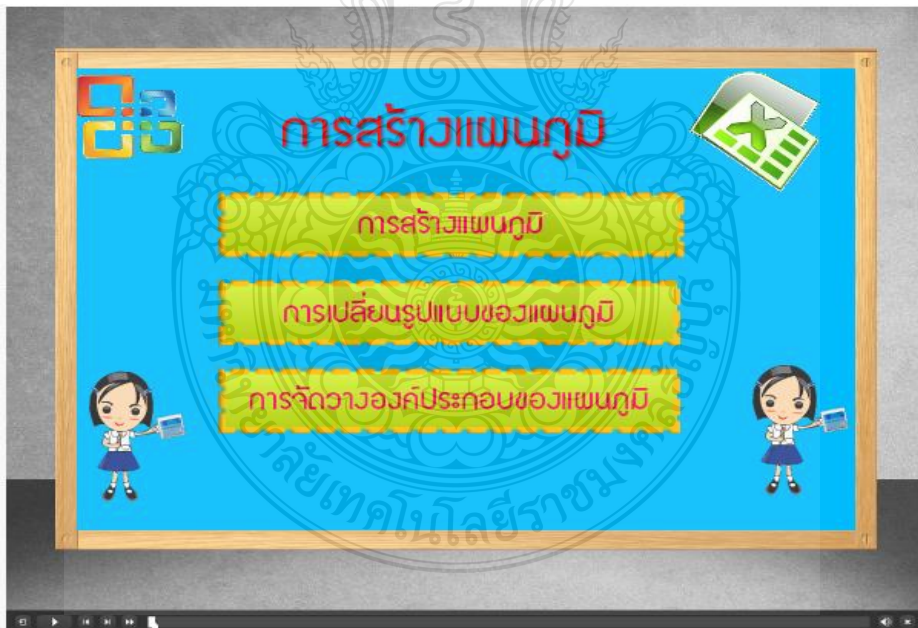 การสร้างแผนภูมิ
การสร้างแผนภูมิ
การเปลี่ยนรูปแบบของแผนภูมิ
การจัดวางองค์ประกอบของแผนภูมิ